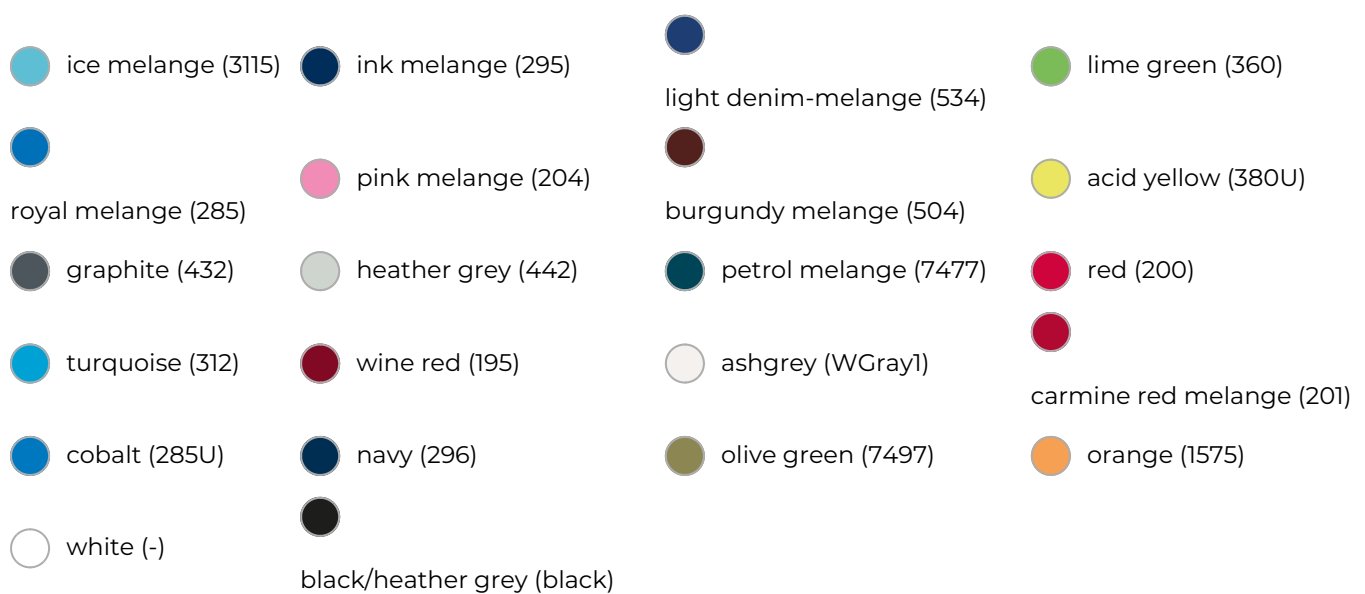 ice melange (3115)
ink melange (295)
light denim-melange (534)
lime green (360)
royal melange (285)
pink melange (204)
burgundy melange (504)
acid yellow (380U)
graphite (432)
heather grey (442)
petrol melange (7477)
red (200)
turquoise (312)
wine red (195)
ashgrey (WGray1)
carmine red melange (201)
cobalt (285U)
navy (296)
olive green (7497)
orange (1575)
white (-)
black/heather grey (black)